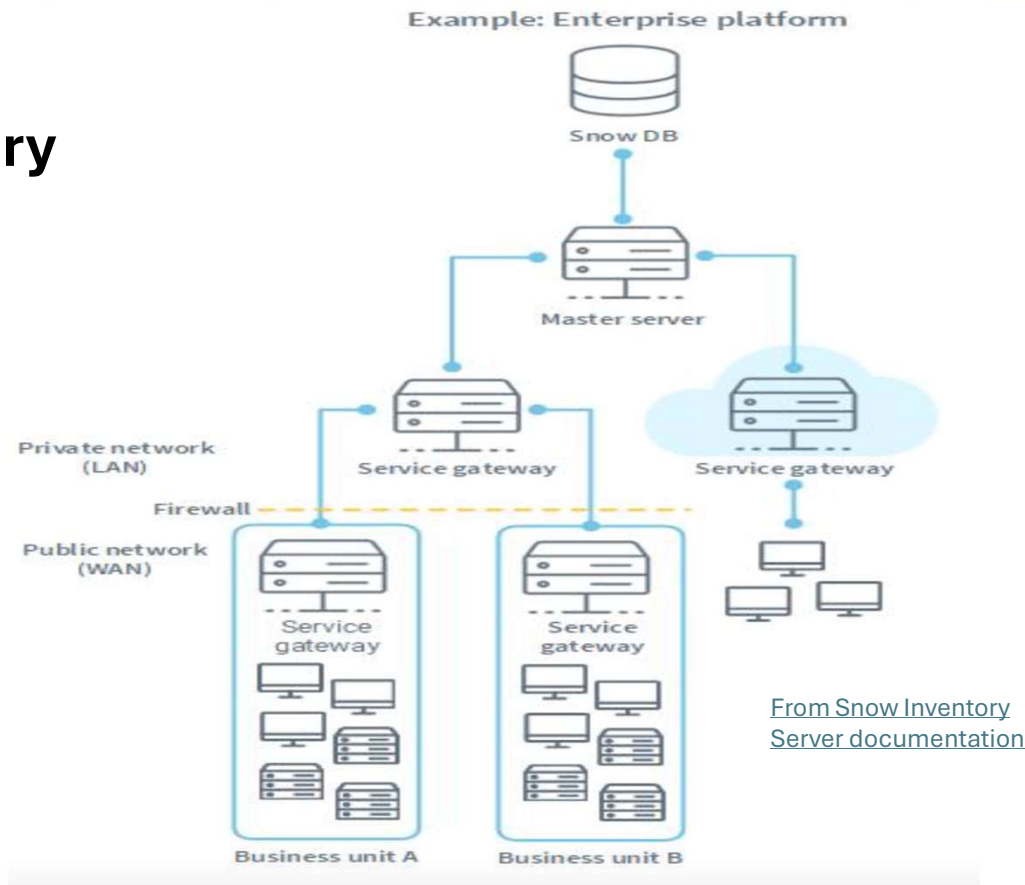 Example: Enterprise platform
ry
Snow DB
Master server
Private network
(LAN)
Service gateway
Service gateway
Firewall
Public network
(WAN)
Service
gateway
Service
gateway
From Snow Inventory
Server documentation
Business unit A
Business unit B